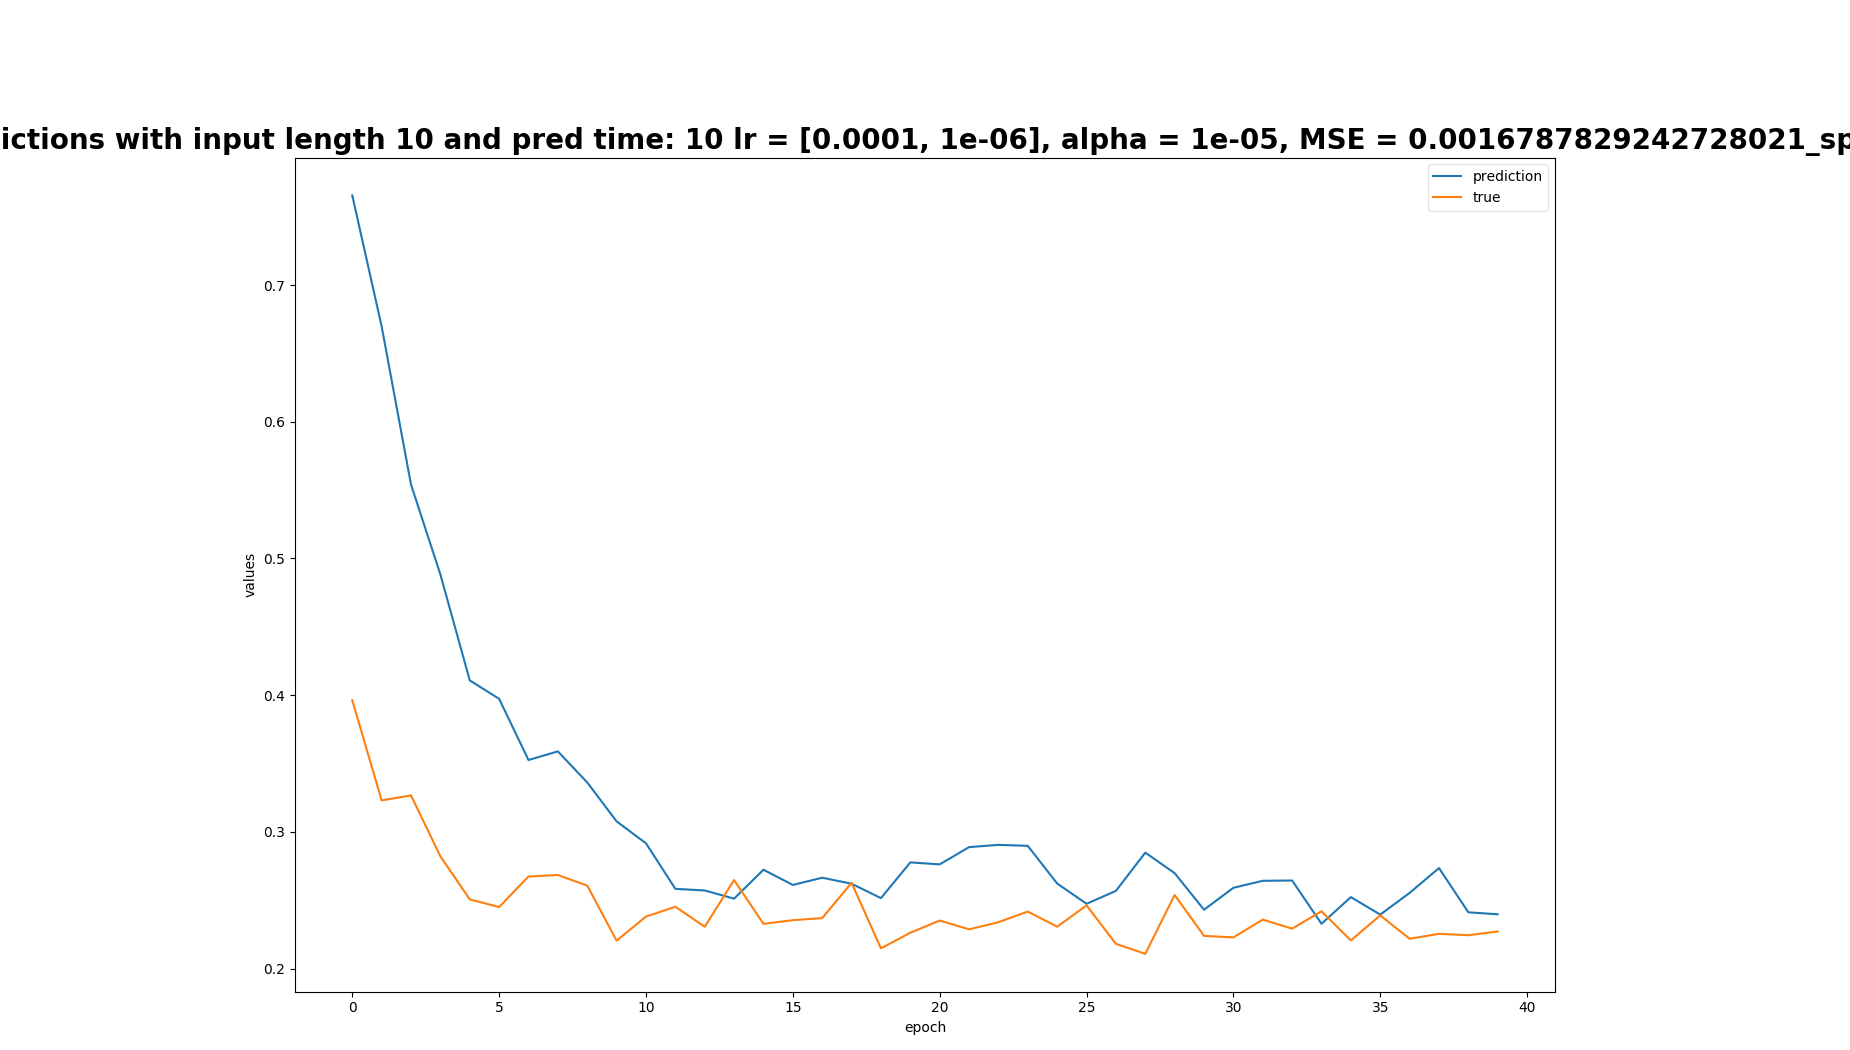 ictions with input length 10 and pred time: 10 lr = [0.0001, 1e-06], alpha = 1e-05, MSE = 0.0016787829242728021_sp
prediction
true
0.7
0.6
0.5
0.4
0.3
0.2
values
0 5 10 15 20 25 30 35 40
epoch